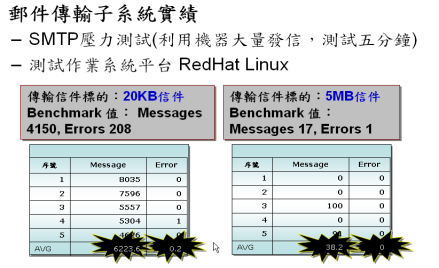 郵件傳輸子系統實績
– SMTP壓力測試(利用機器大量發信，測試五分鐘)
– 測試作業系統平台 RedHat Linux
傳輸信件標的：20KB信件
Benchmark 值： Messages
4150, Errors 208
傳輸信件標的：5MB信件
Benchmark 值：
Messages 17, Errors 1
序號 Message Error
1 8035 0
2 7596 0
3 5557 0
4 5304 1
5 0
AVG 6223.6 0.2
序號 Message Error
1 0 0
2 0 0
3 100 0
4 0 0
5 0
AVG 38.2 0